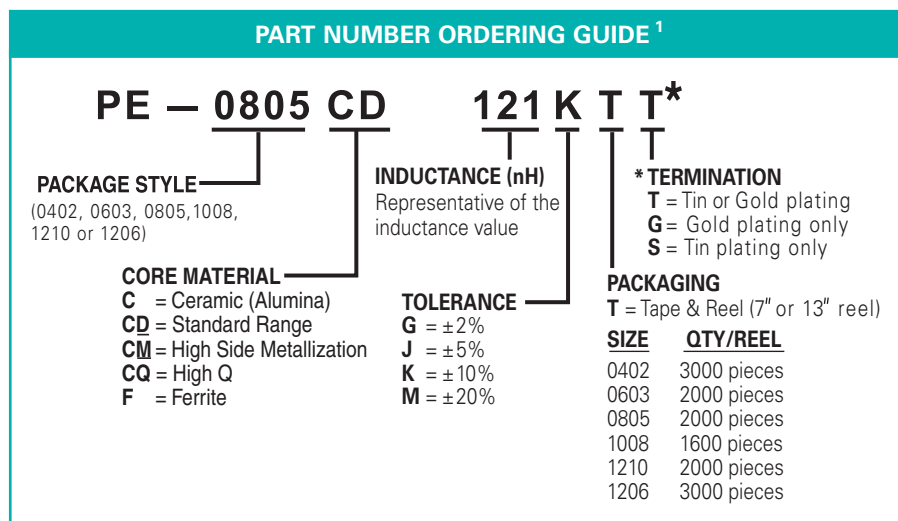 PART NUMBER ORDERING GUIDE 1
PE – 0805 CD 121 K T T*
PACKAGE STYLE
(0402, 0603, 0805,1008,
1210 or 1206)
CORE MATERIAL
C = Ceramic (Alumina)
CD = Standard Range
CM = High Side Metallization
CQ = High Q
F = Ferrite
INDUCTANCE (nH)
Representative of the
inductance value
TOLERANCE
G = ±2%
J = ±5%
K = ±10%
M = ±20%
* TERMINATION
T = Tin or Gold plating
G = Gold plating only
S = Tin plating only
PACKAGING
T = Tape & Reel (7" or 13" reel)
SIZE QTY/REEL
0402 3000 pieces
0603 2000 pieces
0805 2000 pieces
1008 1600 pieces
1210 2000 pieces
1206 3000 pieces